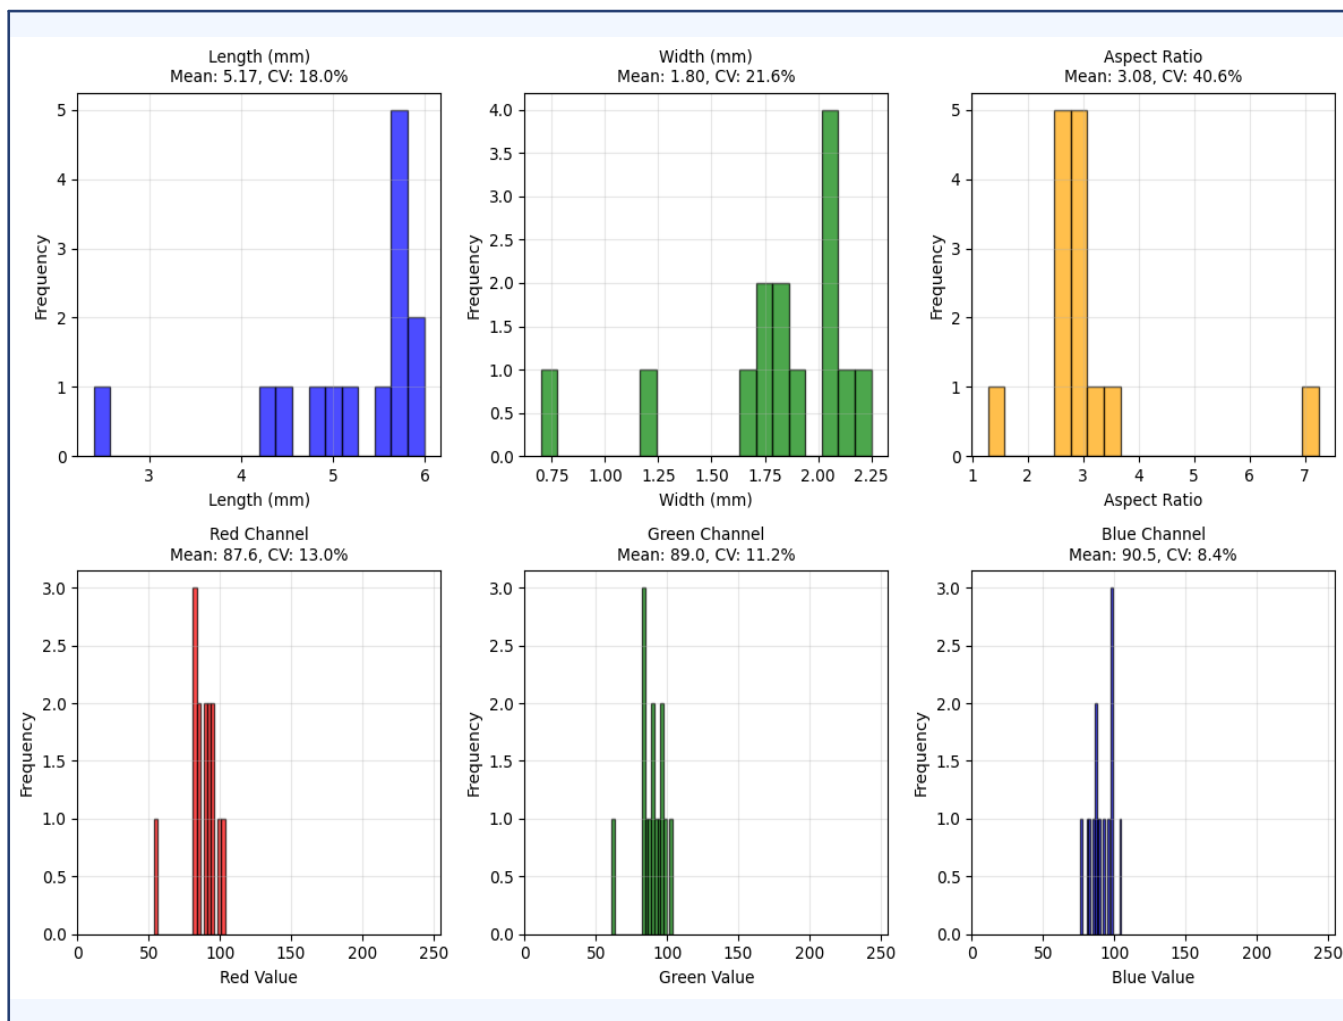 Length (mm)
Mean: 5.17, CV: 18.0%
Width (mm)
Mean: 1.80, CV: 21.6%
Aspect Ratio
Mean: 3.08, CV: 40.6%
Frequency
5
4
3
2
1
0
3 4 5 6
Length (mm)
Frequency
4.0
3.5
3.0
2.5
2.0
1.5
1.0
0.5
0.0
0.75 1.00 1.25 1.50 1.75 2.00 2.25
Width (mm)
Frequency
5
4
3
2
1
0
1 2 3 4 5 6 7
Aspect Ratio
Red Channel
Mean: 87.6, CV: 13.0%
Green Channel
Mean: 89.0, CV: 11.2%
Blue Channel
Mean: 90.5, CV: 8.4%
Frequency
3.0
2.5
2.0
1.5
1.0
0.5
0.0
0 50 100 150 200 250
Red Value
Frequency
3.0
2.5
2.0
1.5
1.0
0.5
0.0
0 50 100 150 200 250
Green Value
Frequency
3.0
2.5
2.0
1.5
1.0
0.5
0.0
0 50 100 150 200 250
Blue Value